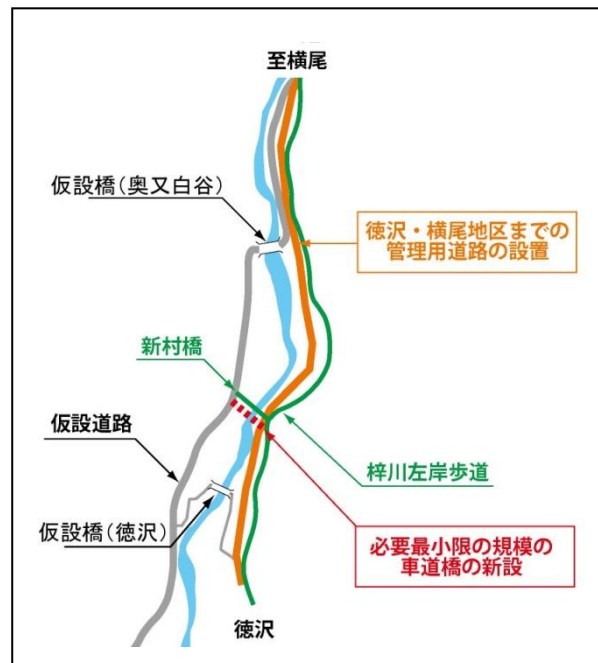 至横尾
仮設橋(奥又白谷)
徳沢・横尾地区までの
管理用道路の設置
新村橋
仮設道路
梓川左岸歩道
仮設橋(徳沢)
必要最小限の規模の
車道橋の新設
徳沢